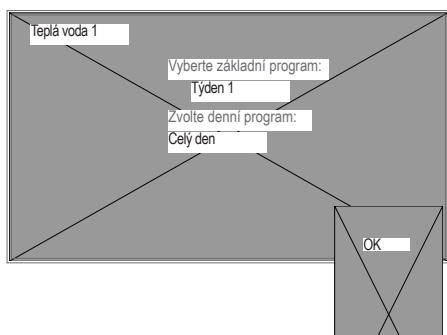 Teplá voda 1
Vyberte základní program:
Týden 1
Zvolte denní program:
Celý den
OK